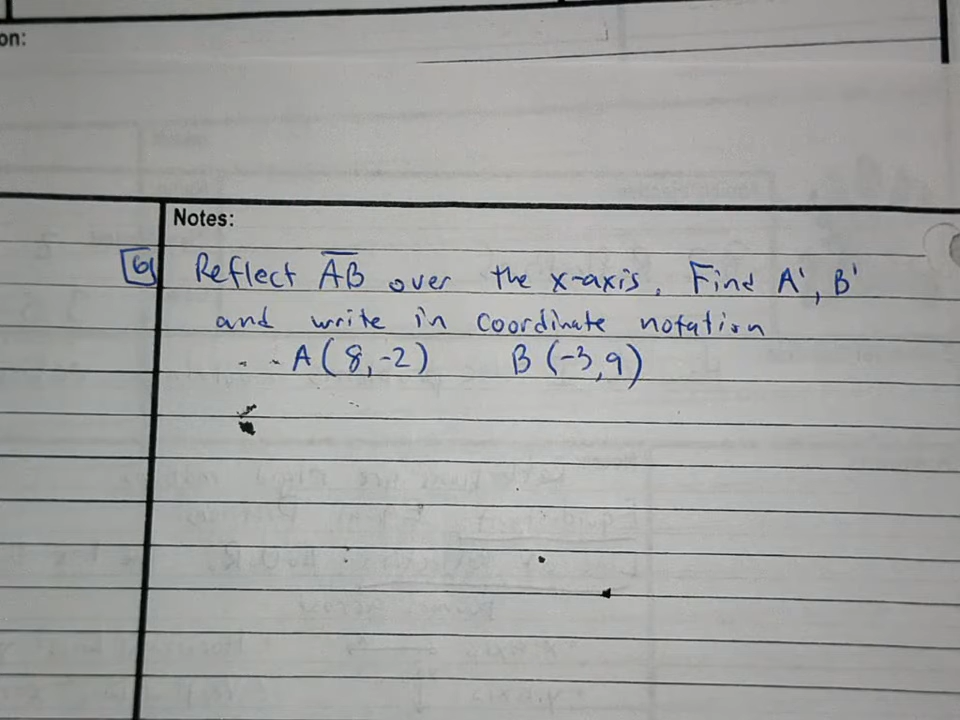 on:
Notes:
6 Reflect AB over the x-axis. Find A', B'
and write in coordinate notation
A(8,-2) B(-3,9)